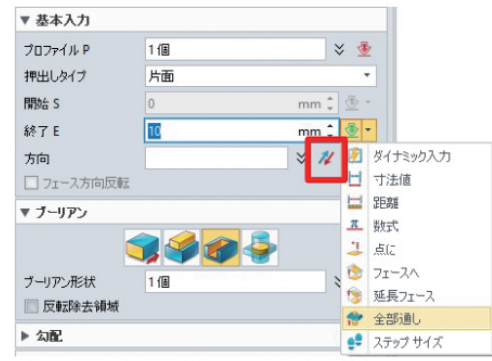 ▼ 基本入力
プロファイル P 1個
押出しタイプ 片面
開始 S 0 mm
終了 E 10 mm
方向
フェース方向反転
▼ ブーリアン
ブーリアン形状 1個
反転除去領域
▶ 勾配
ダイナミック入力
寸法値
距離
数式
点に
フェースへ
延長フェース
全部通し
ステップ サイズ